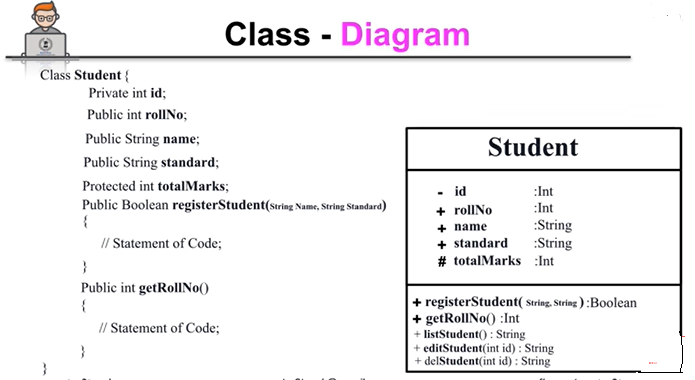 Class - Diagram
Class Student {
Private int id;
Public int rollNo;
Public String name;
Public String standard;
Protected int totalMarks;
Public Boolean registerStudent(String Name, String Standard)
{
// Statement of Code;
}
Public int getRollNo()
{
// Statement of Code;
}
}
Student
- id :Int
+ rollNo :Int
+ name :String
+ standard :String
# totalMarks :Int
+ registerStudent( String, String ) :Boolean
+ getRollNo() :Int
+ listStudent() : String
+ editStudent(int id) : String
+ delStudent(int id) : String